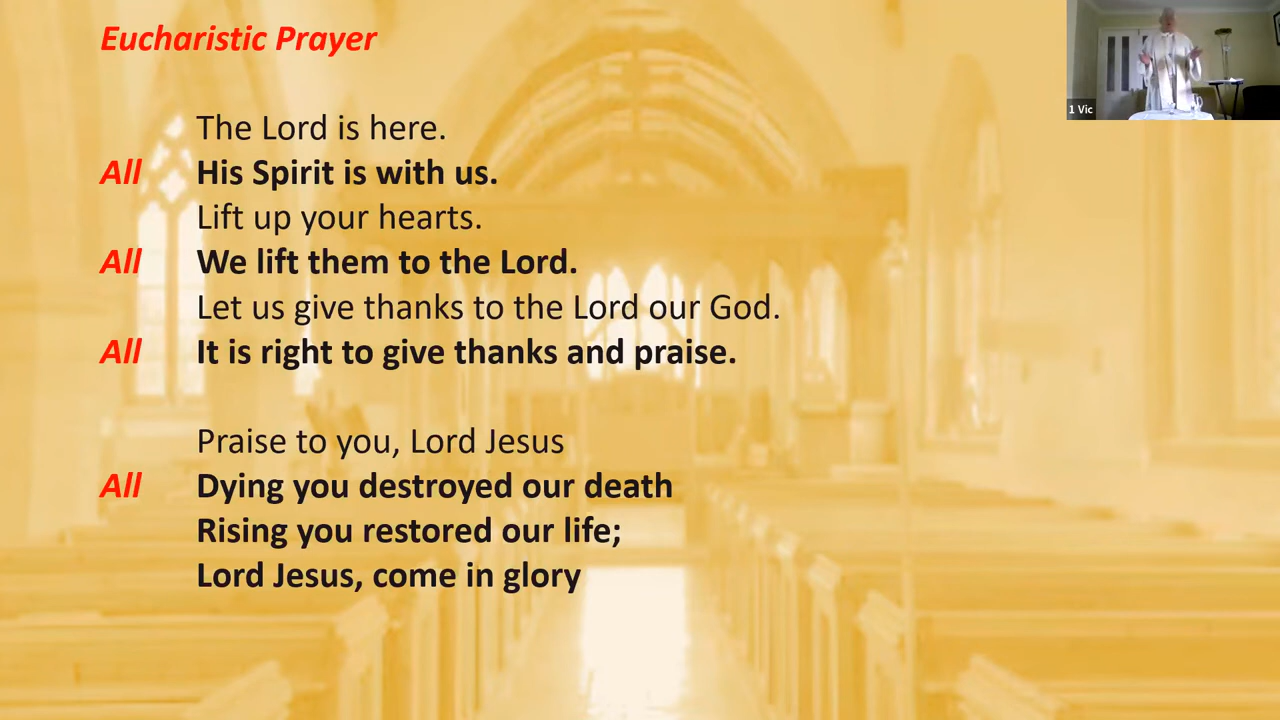 Eucharistic Prayer
The Lord is here.
All His Spirit is with us.
Lift up your hearts.
All We lift them to the Lord.
Let us give thanks to the Lord our God.
All It is right to give thanks and praise.
Praise to you, Lord Jesus
All Dying you destroyed our death
Rising you restored our life;
Lord Jesus, come in glory
1 Vic